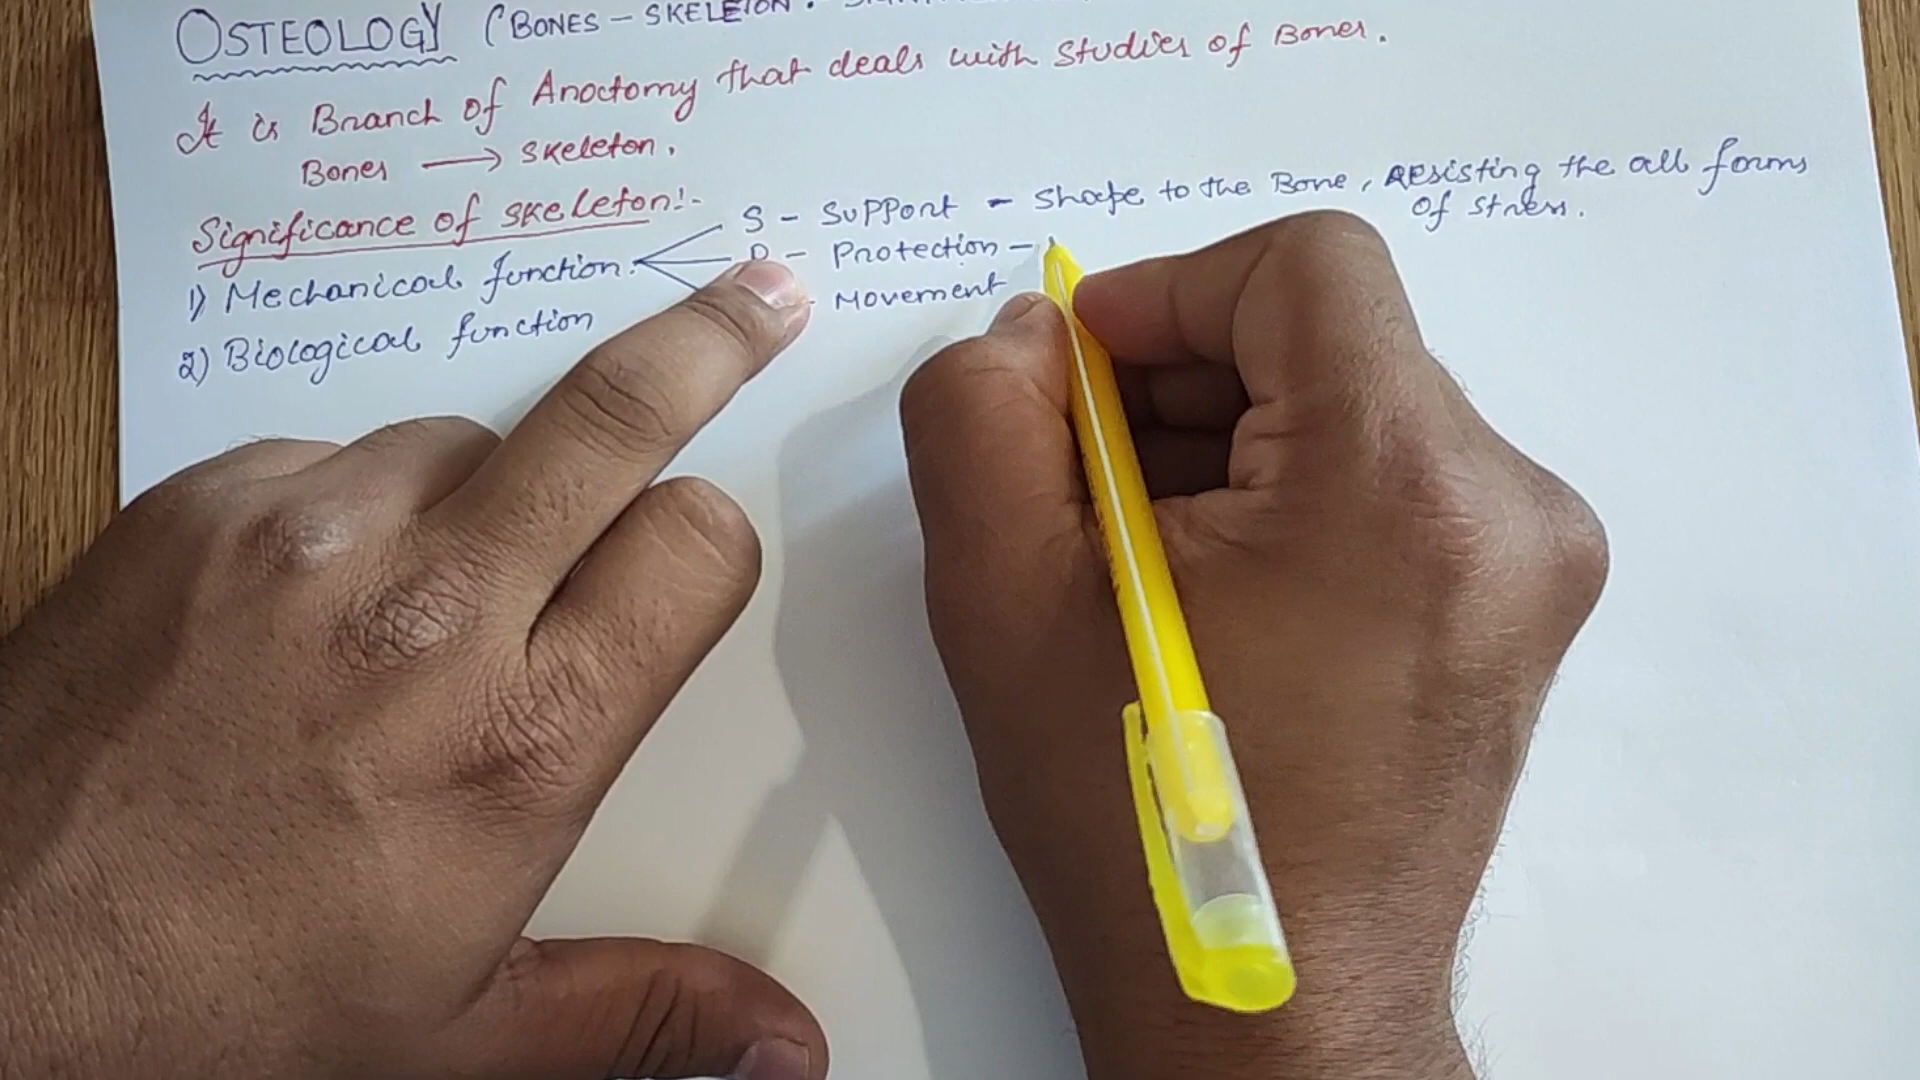 OSTEOLOGY (BONES - SKELETON.
It is Branch of Anoctomy that deals with Studies of Bones.
Bones → Skeleton.
Significance of skeleton:-
S - Support - Shape to the Bone, Resisting the all forms of stress.
1) Mechanical function:
P - Protection -
- Movement
2) Biological function